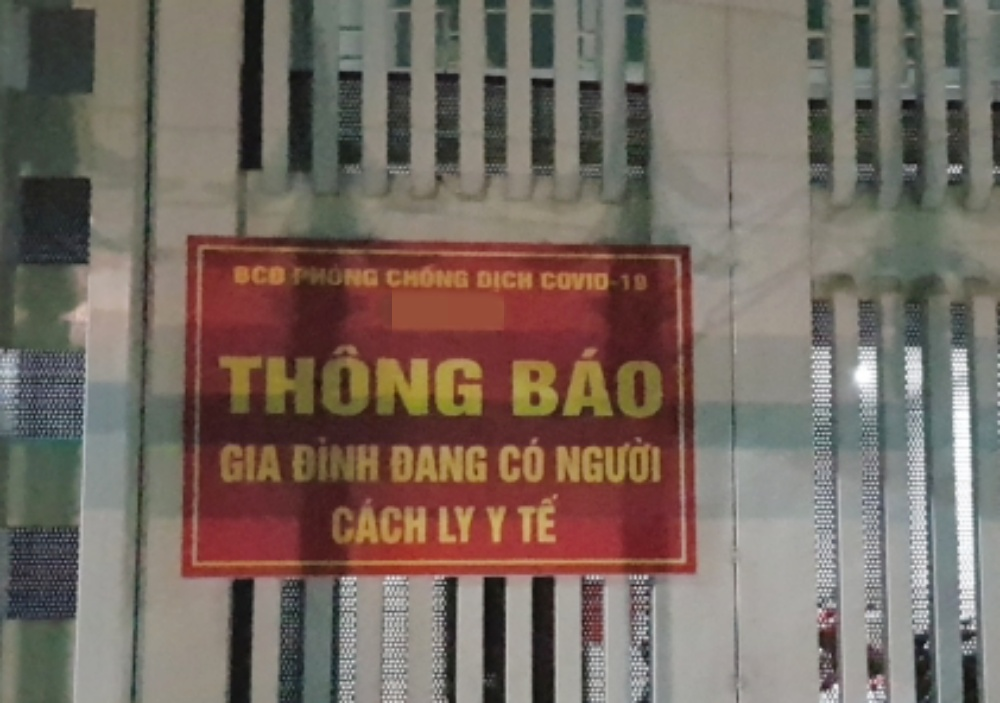 BCĐ PHÒNG CHỐNG DỊCH COVID-19
THÔNG BÁO
GIA ĐÌNH ĐANG CÓ NGƯỜI
CÁCH LY Y TẾ